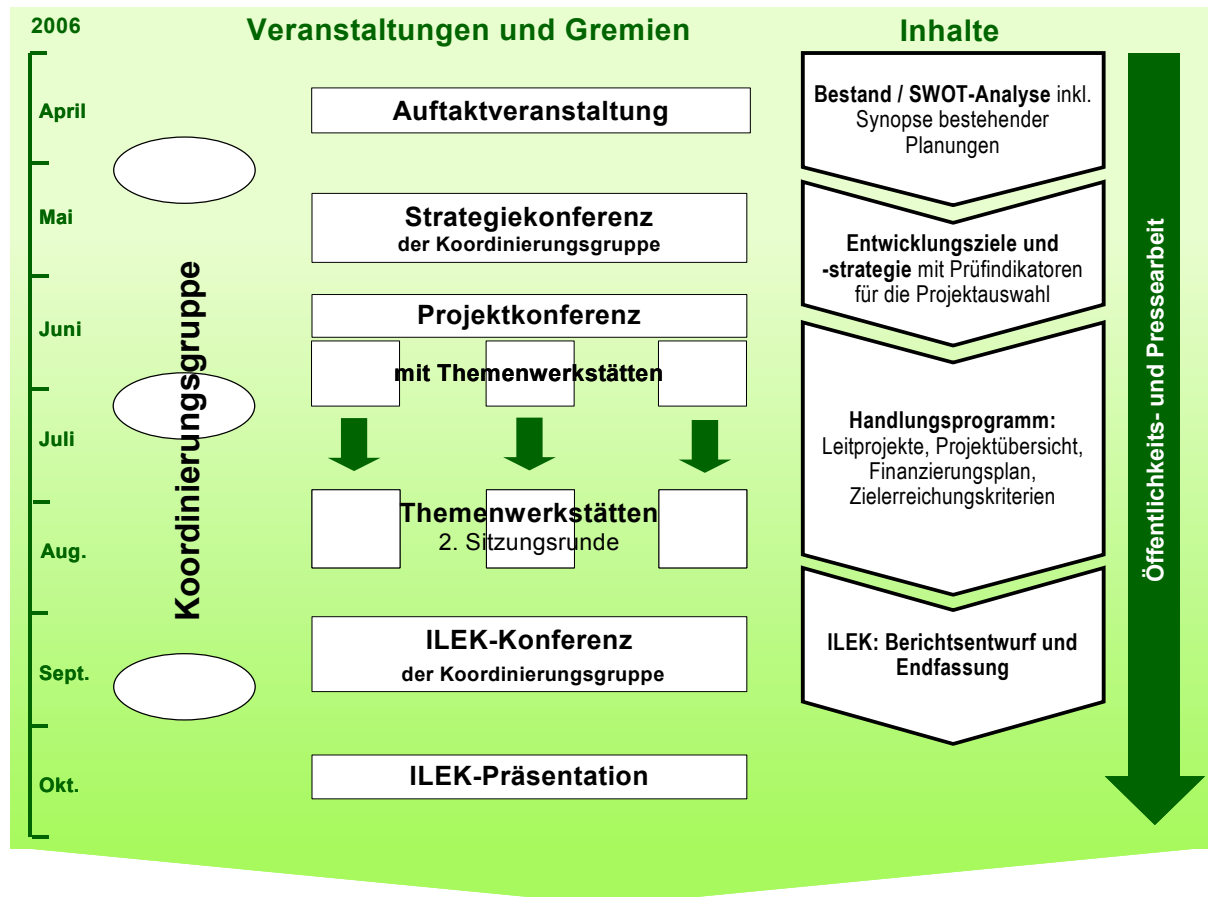 2006
Veranstaltungen und Gremien
Inhalte
April
Mai
Juni
Juli
Aug.
Sept.
Okt.
Koordinierungsgruppe
Auftaktveranstaltung
Strategiekonferenz
der Koordinierungsgruppe
Projektkonferenz
mit Themenwerkstätten
Themenwerkstätten
2. Sitzungsrunde
ILEK-Konferenz
der Koordinierungsgruppe
ILEK-Präsentation
Bestand / SWOT-Analyse inkl.
Synopse bestehender
Planungen
Entwicklungsziele und
-strategie mit Prüfindikatoren
für die Projektauswahl
Handlungsprogramm:
Leitprojekte, Projektübersicht,
Finanzierungsplan,
Zielerreichungskriterien
ILEK: Berichtsentwurf und
Endfassung
Öffentlichkeits- und Pressearbeit